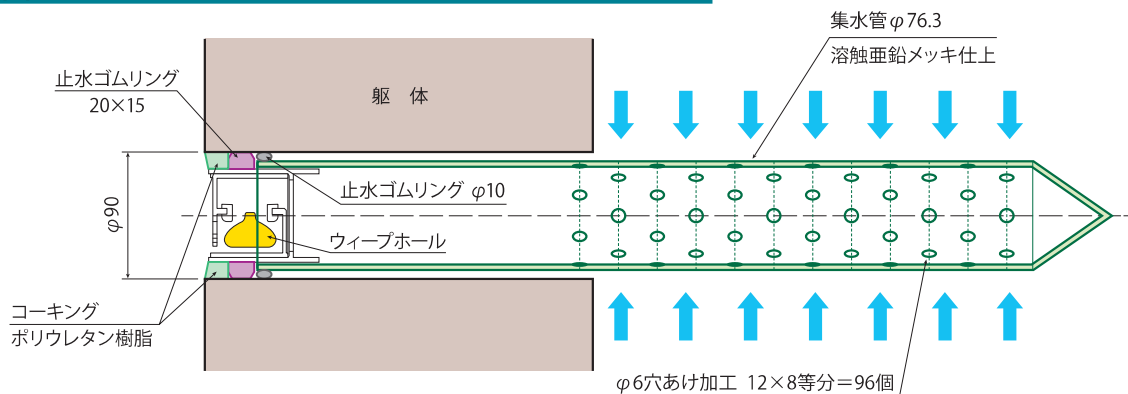 集水管φ76.3
溶触亜鉛メッキ仕上
止水ゴムリング
20×15
躯 体
止水ゴムリング φ10
φ90
ウィープホール
コーキング
ポリウレタン樹脂
φ6穴あけ加工 12×8等分=96個